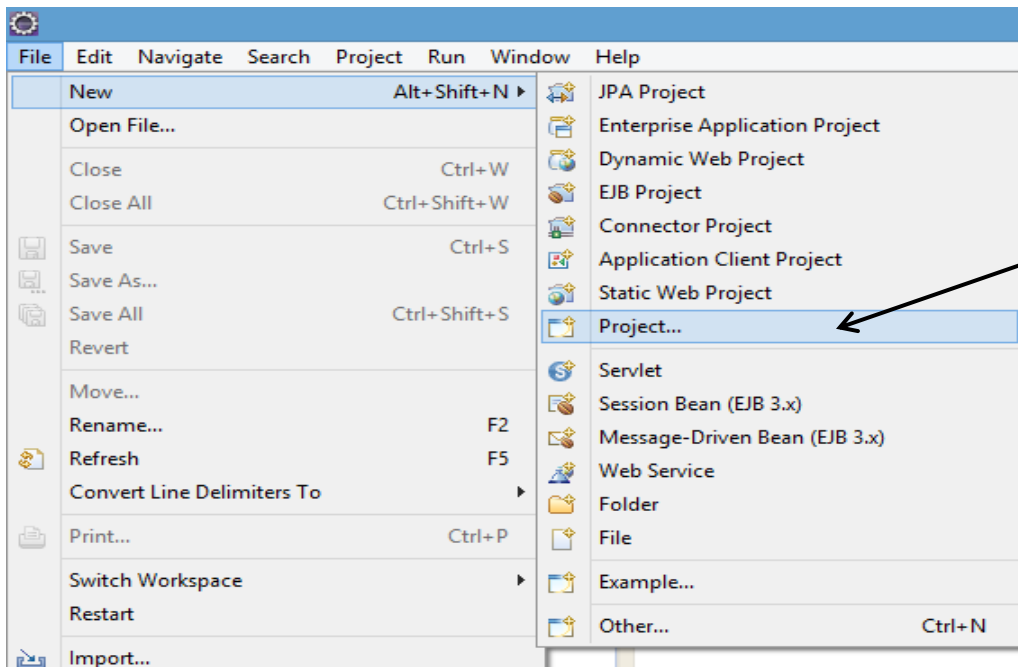 File Edit Navigate Search Project Run Window Help
New Alt+Shift+N
Open File...
Close Ctrl+W
Close All Ctrl+Shift+W
Save Ctrl+S
Save As...
Save All Ctrl+Shift+S
Revert
Move...
Rename... F2
Refresh F5
Convert Line Delimiters To
Print... Ctrl+P
Switch Workspace
Restart
Import...
JPA Project
Enterprise Application Project
Dynamic Web Project
EJB Project
Connector Project
Application Client Project
Static Web Project
Project...
Servlet
Session Bean (EJB 3.x)
Message-Driven Bean (EJB 3.x)
Web Service
Folder
File
Example...
Other... Ctrl+N